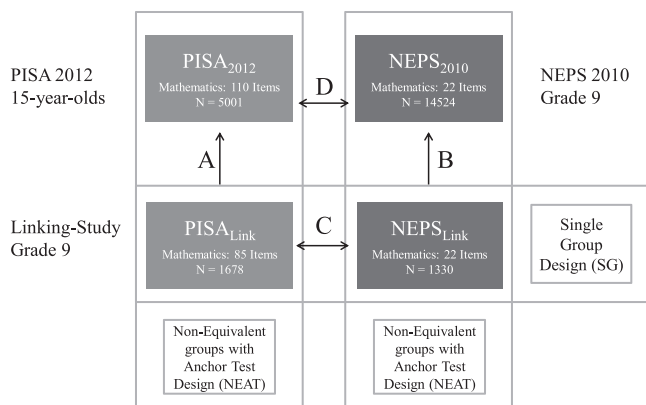 PISA 2012
15-year-olds
PISA2012
Mathematics: 110 Items
N = 5001
D
NEPS2010
Mathematics: 22 Items
N = 14524
NEPS 2010
Grade 9
A
B
Linking-Study
Grade 9
PISALink
Mathematics: 85 Items
N = 1678
C
NEPSLink
Mathematics: 22 Items
N = 1330
Single
Group
Design (SG)
Non-Equivalent
groups with
Anchor Test
Design (NEAT)
Non-Equivalent
groups with
Anchor Test
Design (NEAT)